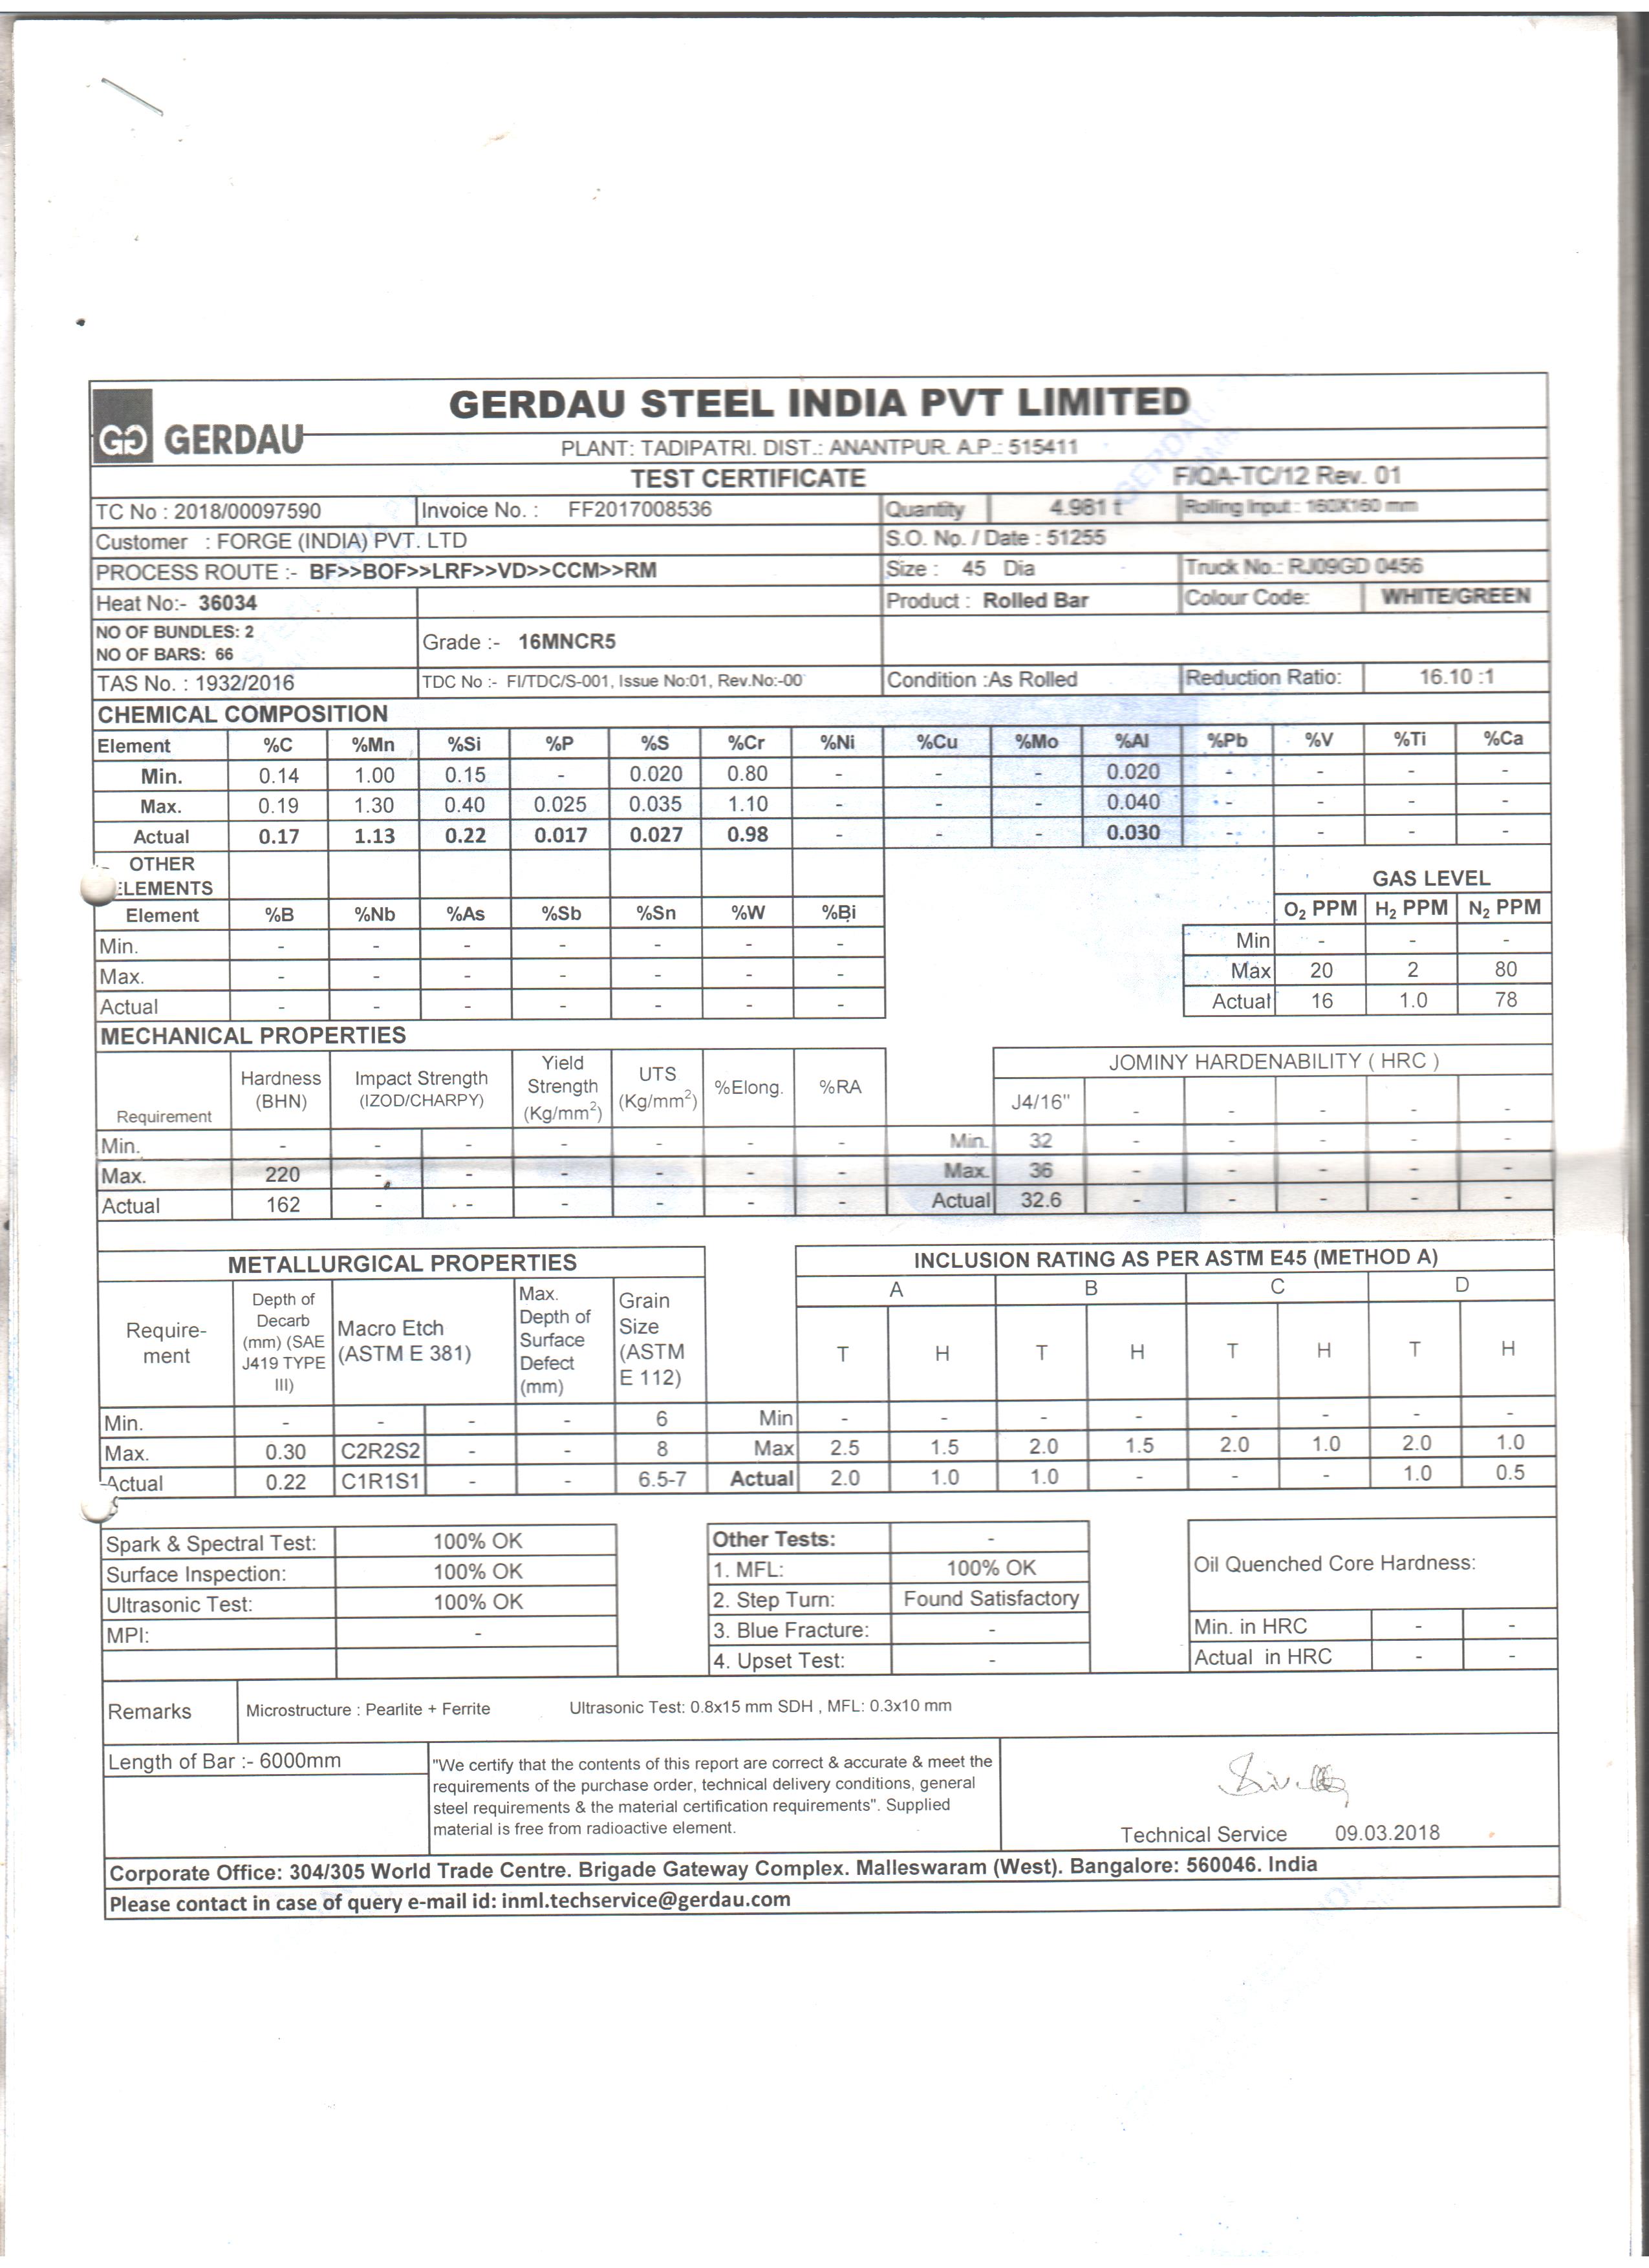 GERDAU STEEL INDIA PVT LIMITED
GERDAU
PLANT: TADIPATRI. DIST.: ANANTPUR. A.P.: 515411
TEST CERTIFICATE F/QA-TC/12 Rev. 01
TC No : 2018/00097590 Invoice No. : FF2017008536 Quantity 4.981 t Rolling Input : 160X160 mm
Customer : FORGE (INDIA) PVT. LTD S.O. No. / Date : 51255
PROCESS ROUTE :- BF>>BOF>>LRF>>VD>>CCM>>RM Size : 45 Dia Truck No.: RJ09GD 0456
Heat No:- 36034 Product : Rolled Bar Colour Code: WHITE/GREEN
NO OF BUNDLES: 2
NO OF BARS: 66
Grade :- 16MNCR5
TAS No. : 1932/2016 TDC No :- FI/TDC/S-001, Issue No:01, Rev.No:-00 Condition :As Rolled Reduction Ratio: 16.10 :1
CHEMICAL COMPOSITION
Element %C %Mn %Si %P %S %Cr %Ni %Cu %Mo %Al %Pb %V %Ti %Ca
Min. 0.14 1.00 0.15 - 0.020 0.80 - - - 0.020 - - - -
Max. 0.19 1.30 0.40 0.025 0.035 1.10 - - - 0.040 - - - -
Actual 0.17 1.13 0.22 0.017 0.027 0.98 - - - 0.030 - - - -
OTHER
ELEMENTS
GAS LEVEL
Element %B %Nb %As %Sb %Sn %W %Bi O2 PPM H2 PPM N2 PPM
Min. - - - - - - - Min - - -
Max. - - - - - - - Max 20 2 80
Actual - - - - - - - Actual 16 1.0 78
MECHANICAL PROPERTIES
JOMINY HARDENABILITY ( HRC )
Requirement Hardness (BHN) Impact Strength (IZOD/CHARPY) Yield Strength (Kg/mm2) UTS (Kg/mm2) %Elong. %RA J4/16" - - - - -
Min. - - - - - - - Min. 32 - - - - -
Max. 220 - - - - - - Max. 36 - - - - -
Actual 162 - - - - - - Actual 32.6 - - - - -
METALLURGICAL PROPERTIES INCLUSION RATING AS PER ASTM E45 (METHOD A)
A B C D
Require-ment Depth of Decarb (mm) (SAE J419 TYPE III) Macro Etch (ASTM E 381) Max. Depth of Surface Defect (mm) Grain Size (ASTM E 112) T H T H T H T H
Min. - - - - 6 Min - - - - - - - -
Max. 0.30 C2R2S2 - - 8 Max 2.5 1.5 2.0 1.5 2.0 1.0 2.0 1.0
Actual 0.22 C1R1S1 - - 6.5-7 Actual 2.0 1.0 1.0 - - - 1.0 0.5
Spark & Spectral Test: 100% OK Other Tests: -
Surface Inspection: 100% OK 1. MFL: 100% OK Oil Quenched Core Hardness:
Ultrasonic Test: 100% OK 2. Step Turn: Found Satisfactory
MPI: - 3. Blue Fracture: - Min. in HRC - -
4. Upset Test: - Actual in HRC - -
Remarks Microstructure : Pearlite + Ferrite Ultrasonic Test: 0.8x15 mm SDH , MFL: 0.3x10 mm
Length of Bar :- 6000mm
"We certify that the contents of this report are correct & accurate & meet the
requirements of the purchase order, technical delivery conditions, general
steel requirements & the material certification requirements". Supplied
material is free from radioactive element.
Technical Service 09.03.2018
Corporate Office: 304/305 World Trade Centre. Brigade Gateway Complex. Malleswaram (West). Bangalore: 560046. India
Please contact in case of query e-mail id: inml.techservice@gerdau.com